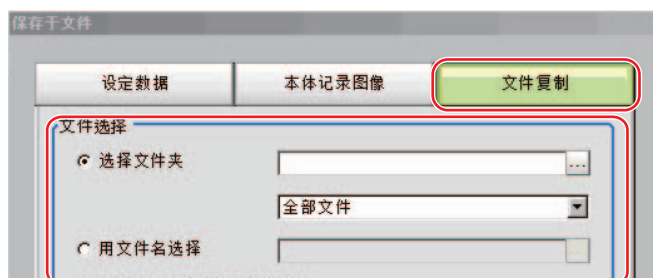 保存于文件
设定数据 本体记录图像 文件复制
文件选择
选择文件夹 ...
全部文件
用文件名选择